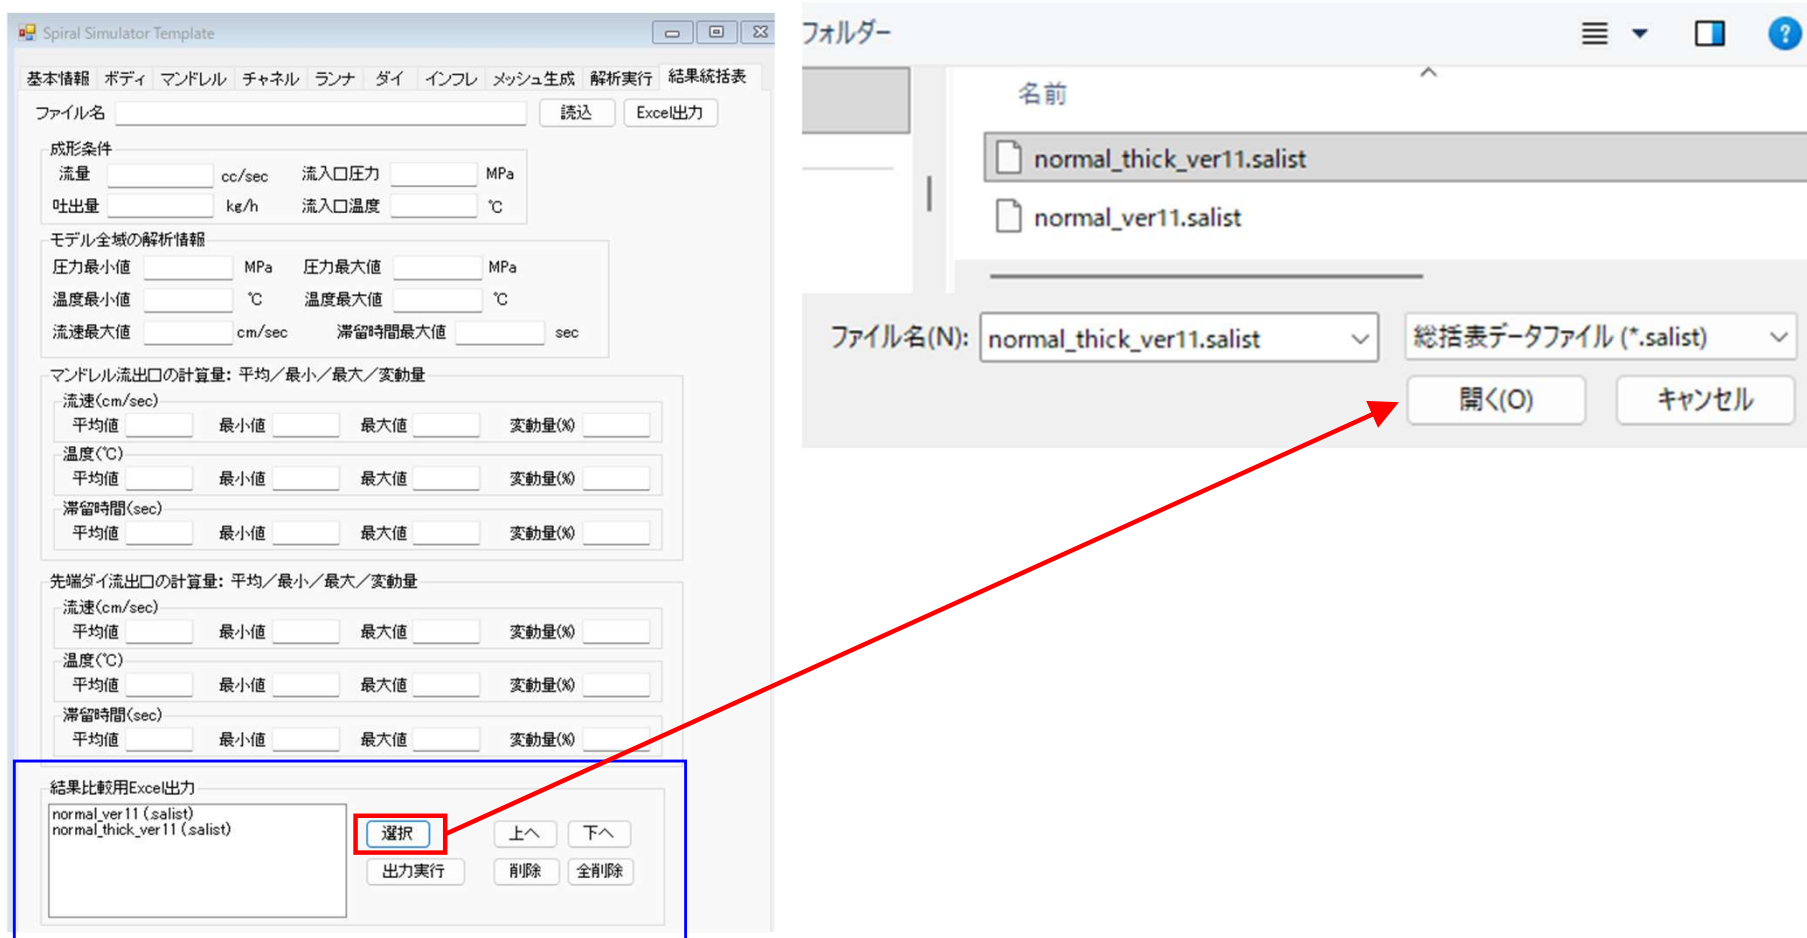 Spiral Simulator Template
基本情報 ボディ マンドレル チャネル ランナ ダイ インフレ メッシュ生成 解析実行 結果統括表
ファイル名 読込 Excel出力
成形条件
流量 cc/sec 流入口圧力 MPa
吐出量 kg/h 流入口温度 ℃
モデル全域の解析情報
圧力最小値 MPa 圧力最大値 MPa
温度最小値 ℃ 温度最大値 ℃
流速最大値 cm/sec 滞留時間最大値 sec
マンドレル流出口の計算量: 平均／最小／最大／変動量
流速(cm/sec)
平均値 最小値 最大値 変動量(%)
温度(℃)
平均値 最小値 最大値 変動量(%)
滞留時間(sec)
平均値 最小値 最大値 変動量(%)
先端ダイ流出口の計算量: 平均／最小／最大／変動量
流速(cm/sec)
平均値 最小値 最大値 変動量(%)
温度(℃)
平均値 最小値 最大値 変動量(%)
滞留時間(sec)
平均値 最小値 最大値 変動量(%)
結果比較用Excel出力
normal_ver11 (.salist)
normal_thick_ver11 (.salist)
選択 上へ 下へ
出力実行 削除 全削除
フォルダー ?
名前
normal_thick_ver11.salist
normal_ver11.salist
ファイル名(N): normal_thick_ver11.salist 総括表データファイル (*.salist)
開く(O) キャンセル